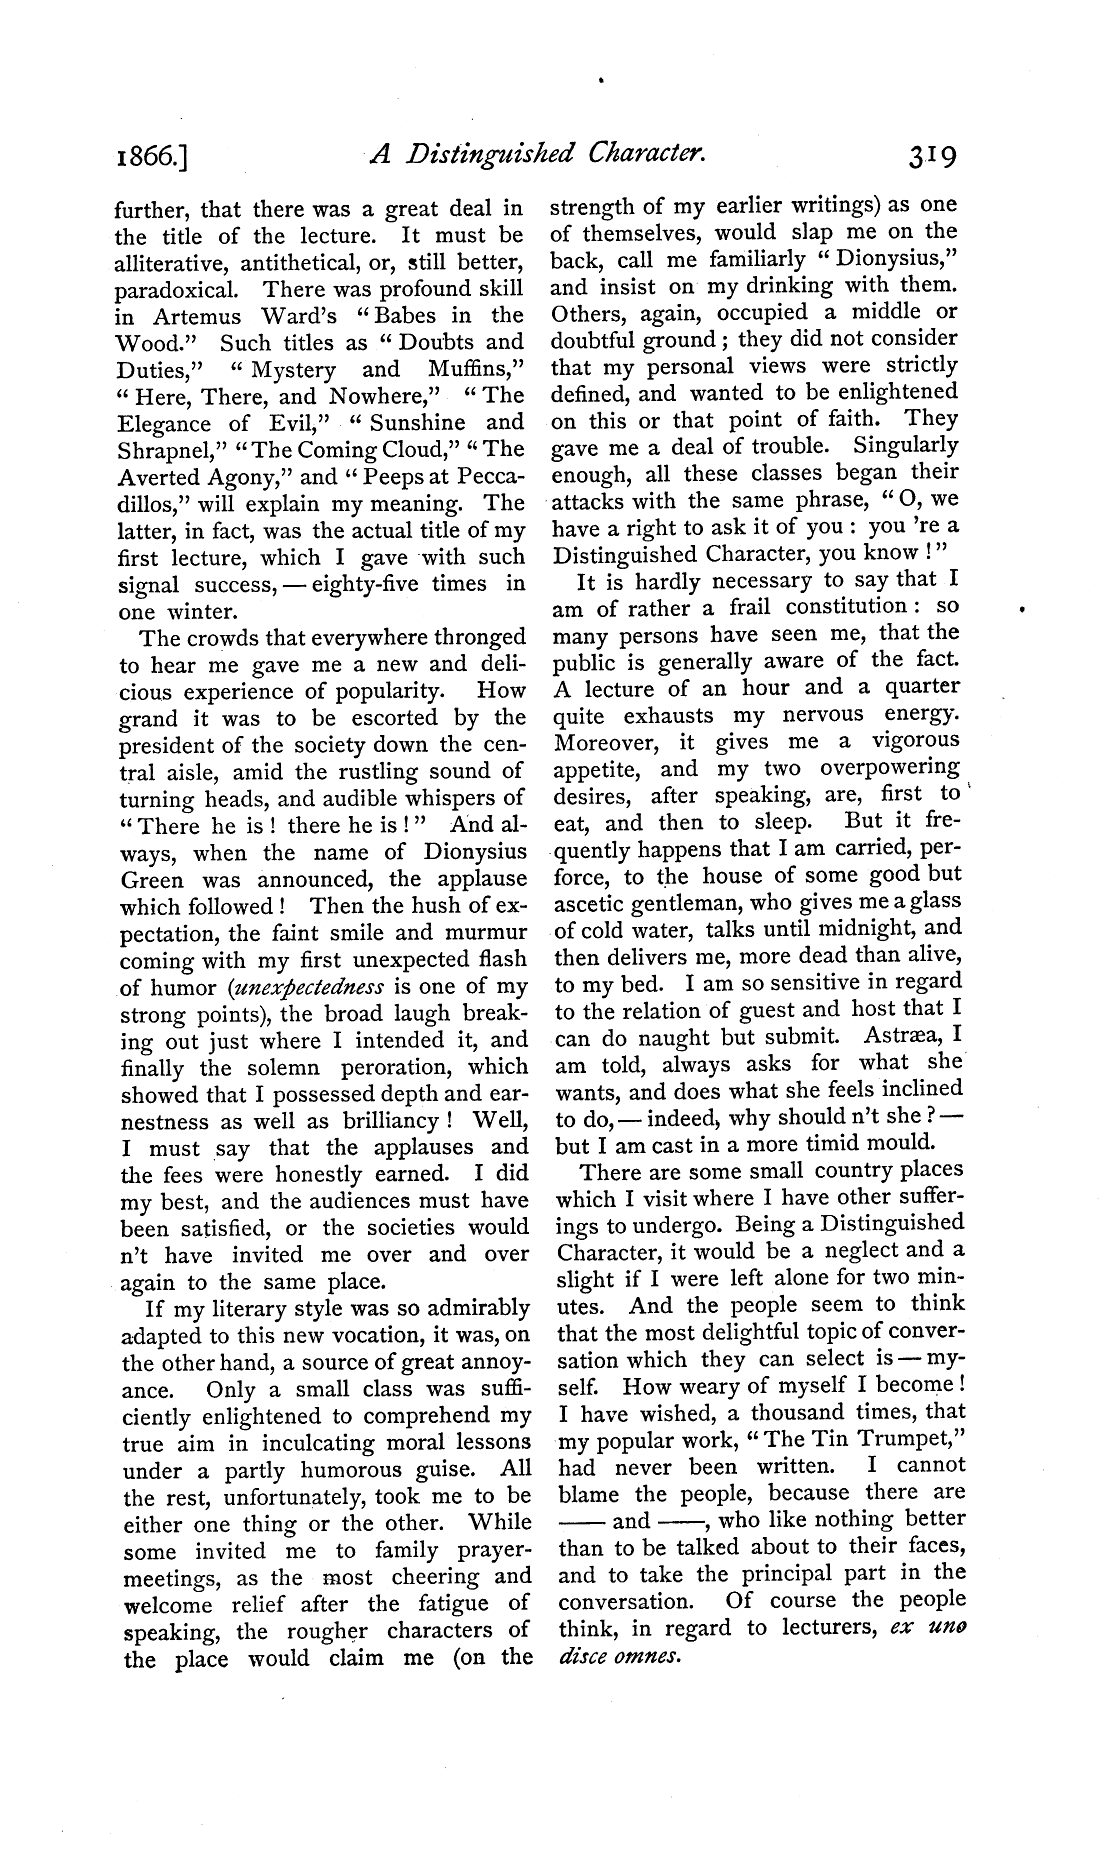 1866.] A Distinguished Character. 319
further, that there was a great deal in
the title of the lecture. It must be
alliterative, antithetical, or, still better,
paradoxical. There was profound skill
in Artemus Ward's “Babes in the
Wood.” Such titles as “Doubts and
Duties,” “Mystery and Muffins,”
“Here, There, and Nowhere,” “The
Elegance of Evil,” “Sunshine and
Shrapnel,” “The Coming Cloud,” “The
Averted Agony,” and “Peeps at Pecca-
dillos,” will explain my meaning. The
latter, in fact, was the actual title of my
first lecture, which I gave with such
signal success, — eighty-five times in
one winter.
The crowds that everywhere thronged
to hear me gave me a new and deli-
cious experience of popularity. How
grand it was to be escorted by the
president of the society down the cen-
tral aisle, amid the rustling sound of
turning heads, and audible whispers of
“There he is! there he is!” And al-
ways, when the name of Dionysius
Green was announced, the applause
which followed! Then the hush of ex-
pectation, the faint smile and murmur
coming with my first unexpected flash
of humor (unexpectedness is one of my
strong points), the broad laugh break-
ing out just where I intended it, and
finally the solemn peroration, which
showed that I possessed depth and ear-
nestness as well as brilliancy! Well,
I must say that the applauses and
the fees were honestly earned. I did
my best, and the audiences must have
been satisfied, or the societies would
n't have invited me over and over
again to the same place.
If my literary style was so admirably
adapted to this new vocation, it was, on
the other hand, a source of great annoy-
ance. Only a small class was suffi-
ciently enlightened to comprehend my
true aim in inculcating moral lessons
under a partly humorous guise. All
the rest, unfortunately, took me to be
either one thing or the other. While
some invited me to family prayer-
meetings, as the most cheering and
welcome relief after the fatigue of
speaking, the rougher characters of
the place would claim me (on the
strength of my earlier writings) as one
of themselves, would slap me on the
back, call me familiarly “Dionysius,”
and insist on my drinking with them.
Others, again, occupied a middle or
doubtful ground; they did not consider
that my personal views were strictly
defined, and wanted to be enlightened
on this or that point of faith. They
gave me a deal of trouble. Singularly
enough, all these classes began their
attacks with the same phrase, “O, we
have a right to ask it of you: you 're a
Distinguished Character, you know!”
It is hardly necessary to say that I
am of rather a frail constitution: so
many persons have seen me, that the
public is generally aware of the fact.
A lecture of an hour and a quarter
quite exhausts my nervous energy.
Moreover, it gives me a vigorous
appetite, and my two overpowering
desires, after speaking, are, first to
eat, and then to sleep. But it fre-
quently happens that I am carried, per-
force, to the house of some good but
ascetic gentleman, who gives me a glass
of cold water, talks until midnight, and
then delivers me, more dead than alive,
to my bed. I am so sensitive in regard
to the relation of guest and host that I
can do naught but submit. Astræa, I
am told, always asks for what she
wants, and does what she feels inclined
to do, — indeed, why should n't she? —
but I am cast in a more timid mould.
There are some small country places
which I visit where I have other suffer-
ings to undergo. Being a Distinguished
Character, it would be a neglect and a
slight if I were left alone for two min-
utes. And the people seem to think
that the most delightful topic of conver-
sation which they can select is — my-
self. How weary of myself I become!
I have wished, a thousand times, that
my popular work, “The Tin Trumpet,”
had never been written. I cannot
blame the people, because there are
—— and ——, who like nothing better
than to be talked about to their faces,
and to take the principal part in the
conversation. Of course the people
think, in regard to lecturers, ex uno
disce omnes.